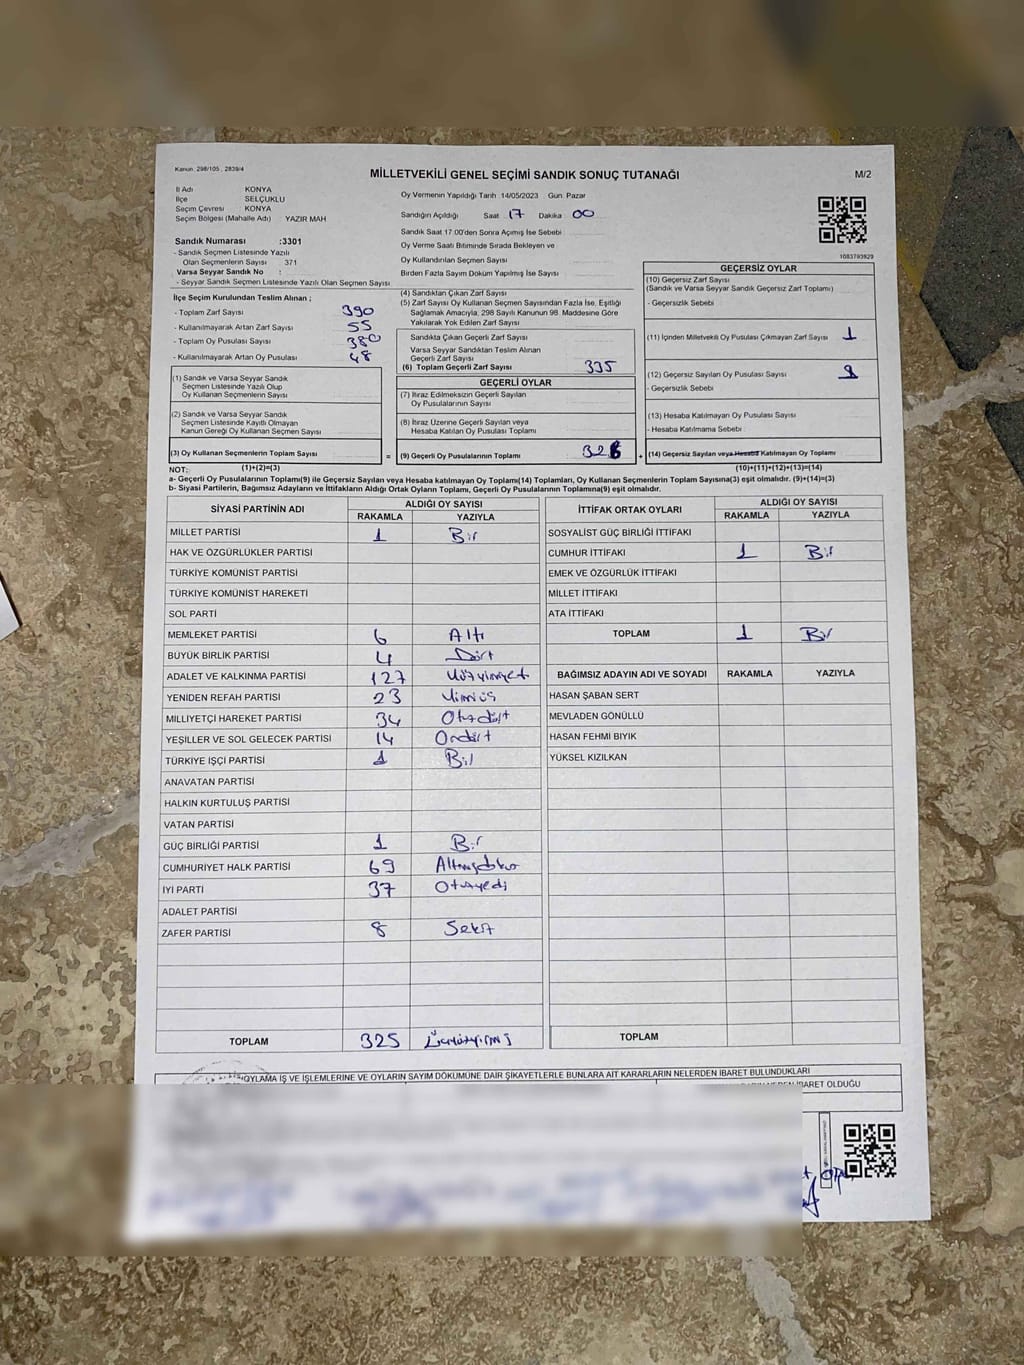 Kanun: 298/105 , 2839/4
MİLLETVEKİLİ GENEL SEÇİMİ SANDIK SONUÇ TUTANAĞI
M/2
İl Adı KONYA
İlçe SELÇUKLU
Seçim Çevresi KONYA
Seçim Bölgesi (Mahalle Adı) YAZIR MAH
Sandık Numarası :3301
- Sandık Seçmen Listesinde Yazılı
Olan Seçmenlerin Sayısı : 371
Varsa Seyyar Sandık No :
- Seyyar Sandık Seçmen Listesinde Yazılı Olan Seçmen Sayısı
Oy Vermenin Yapıldığı Tarih :14/05/2023 Gün: Pazar
Sandığın Açıldığı Saat 17 Dakika 00
Sandık Saat 17:00'den Sonra Açılmış İse Sebebi
Oy Verme Saati Bitiminde Sırada Bekleyen ve
Oy Kullandırılan Seçmen Sayısı
Birden Fazla Sayım Döküm Yapılmış İse Sayısı
1083793929
İlçe Seçim Kurulundan Teslim Alınan ;
- Toplam Zarf Sayısı 390
- Kullanılmayarak Artan Zarf Sayısı 55
- Toplam Oy Pusulası Sayısı 380
- Kullanılmayarak Artan Oy Pusulası 48
(1) Sandık ve Varsa Seyyar Sandık
Seçmen Listesinde Yazılı Olup
Oy Kullanan Seçmenlerin Sayısı
(2) Sandık ve Varsa Seyyar Sandık
Seçmen Listesinde Kayıtlı Olmayan
Kanun Gereği Oy Kullanan Seçmen Sayısı
(3) Oy Kullanan Seçmenlerin Toplam Sayısı
(1)+(2)=(3)
(4) Sandıktan Çıkan Zarf Sayısı
(5) Zarf Sayısı Oy Kullanan Seçmen Sayısından Fazla İse, Eşitliği
Sağlamak Amacıyla, 298 Sayılı Kanunun 98. Maddesine Göre
Yakılarak Yok Edilen Zarf Sayısı
Sandıkta Çıkan Geçerli Zarf Sayısı
Varsa Seyyar Sandıktan Teslim Alınan
Geçerli Zarf Sayısı
(6) Toplam Geçerli Zarf Sayısı 335
GEÇERLİ OYLAR
(7) İtiraz Edilmeksizin Geçerli Sayılan
Oy Pusulalarının Sayısı
(8) İtiraz Üzerine Geçerli Sayılan ve
Hesaba Katılan Oy Pusulası Toplamı
= (9) Geçerli Oy Pusulalarının Toplamı 326
GEÇERSİZ OYLAR
(10) Geçersiz Zarf Sayısı
(Sandık ve Varsa Seyyar Sandık Geçersiz Zarf Toplamı)
- Geçersizlik Sebebi
(11) İçinden Milletvekili Oy Pusulası Çıkmayan Zarf Sayısı 1
(12) Geçersiz Sayılan Oy Pusulası Sayısı
- Geçersizlik Sebebi
(13) Hesaba Katılmayan Oy Pusulası Sayısı
- Hesaba Katılmama Sebebi
+ (14) Geçersiz Sayılan veya Hesaba Katılmayan Oy Toplamı
(10)+(11)+(12)+(13)=(14)
NOT:
a- Geçerli Oy Pusulalarının Toplamı(9) ile Geçersiz Sayılan veya Hesaba katılmayan Oy Toplamı(14) Toplamları, Oy Kullanan Seçmenlerin Toplam Sayısına(3) eşit olmalıdır. (9)+(14)=(3)
b- Siyasi Partilerin, Bağımsız Adayların ve İttifakların Aldığı Ortak Oyların Toplamı, Geçerli Oy Pusulalarının Toplamına(9) eşit olmalıdır.
SİYASİ PARTİNİN ADI ALDIĞI OY SAYISI
RAKAMLA YAZIYLA
MİLLET PARTİSİ 1 Bir
HAK VE ÖZGÜRLÜKLER PARTİSİ
TÜRKİYE KOMÜNİST PARTİSİ
TÜRKİYE KOMÜNİST HAREKETİ
SOL PARTİ
MEMLEKET PARTİSİ 6 Altı
BÜYÜK BİRLİK PARTİSİ 4 Dört
ADALET VE KALKINMA PARTİSİ 127
YENİDEN REFAH PARTİSİ 23
MİLLİYETÇİ HAREKET PARTİSİ 34 Otuzdört
YEŞİLLER VE SOL GELECEK PARTİSİ 14 Ondört
TÜRKİYE İŞÇİ PARTİSİ 1 Bir
ANAVATAN PARTİSİ
HALKIN KURTULUŞ PARTİSİ
VATAN PARTİSİ
GÜÇ BİRLİĞİ PARTİSİ 1 Bir
CUMHURİYET HALK PARTİSİ 69 Altmışdokuz
İYİ PARTİ 37 Otuzyedi
ADALET PARTİSİ
ZAFER PARTİSİ 8 Sekiz
TOPLAM 325
İTTİFAK ORTAK OYLARI ALDIĞI OY SAYISI
RAKAMLA YAZIYLA
SOSYALİST GÜÇ BİRLİĞİ İTTİFAKI
CUMHUR İTTİFAKI 1 Bir
EMEK VE ÖZGÜRLÜK İTTİFAKI
MİLLET İTTİFAKI
ATA İTTİFAKI
TOPLAM 1 Bir
BAĞIMSIZ ADAYIN ADI VE SOYADI RAKAMLA YAZIYLA
HASAN ŞABAN SERT
MEVLADEN GÖNÜLLÜ
HASAN FEHMI BIYIK
YÜKSEL KIZILKAN
TOPLAM
OYLAMA İŞ VE İŞLEMLERİNE VE OYLARIN SAYIM DÖKÜMÜNE DAİR ŞİKAYETLERLE BUNLARA AİT KARARLARIN NELERDEN İBARET BULUNDUKLARI
İBARET OLDUĞU